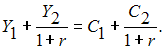 Y₁ + Y₂/(1 + r) = C₁ + C₂/(1 + r).